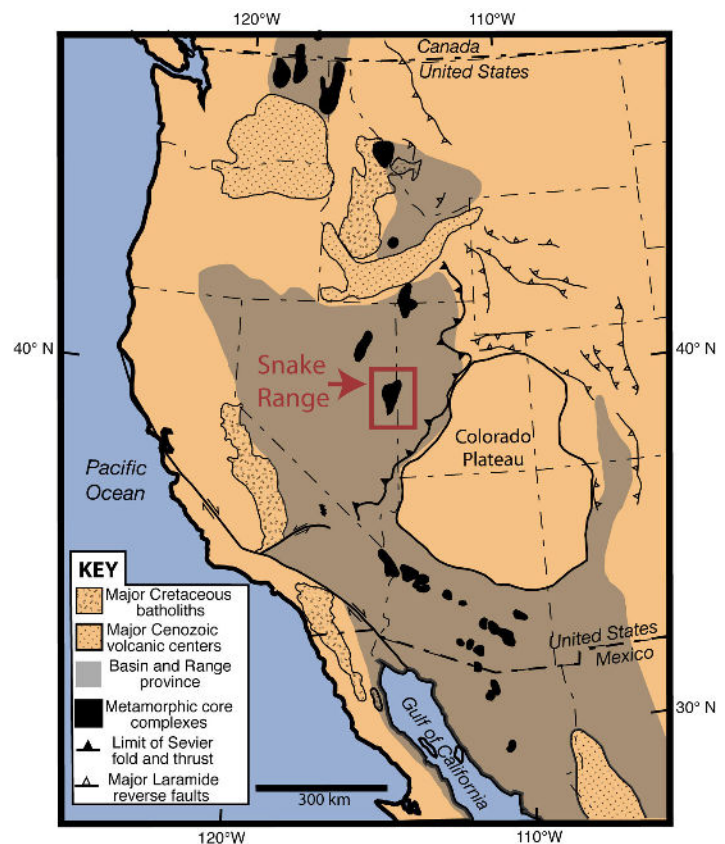 120°W
110°W
Canada
United States
40° N
40° N
Snake
Range
Colorado
Plateau
Pacific
Ocean
KEY
Major Cretaceous
batholiths
Major Cenozoic
volcanic centers
Basin and Range
province
Metamorphic core
complexes
Limit of Sevier
fold and thrust
Major Laramide
reverse faults
United States
Mexico
30° N
Gulf of California
300 km
120°W
110°W